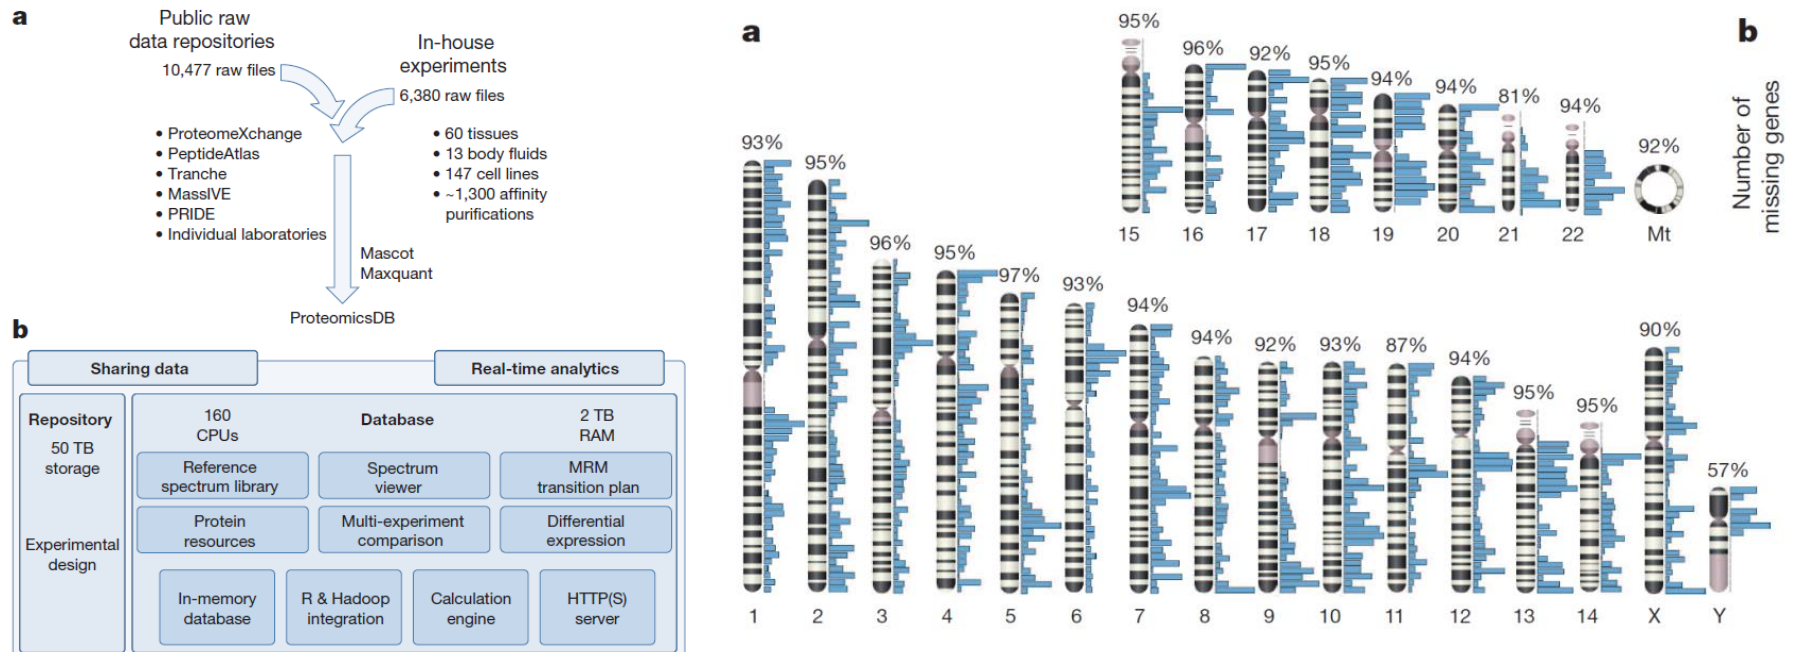 a
Public raw
data repositories
10,477 raw files
In-house
experiments
6,380 raw files
• ProteomeXchange
• PeptideAtlas
• Tranche
• MassIVE
• PRIDE
• Individual laboratories
• 60 tissues
• 13 body fluids
• 147 cell lines
• ~1,300 affinity
purifications
Mascot
Maxquant
ProteomicsDB
b
Sharing data
Real-time analytics
Repository
50 TB
storage
Experimental
design
160
CPUs
Database
2 TB
RAM
Reference
spectrum library
Spectrum
viewer
MRM
transition plan
Protein
resources
Multi-experiment
comparison
Differential
expression
In-memory
database
R & Hadoop
integration
Calculation
engine
HTTP(S)
server
a
95%
96%
92%
95%
94%
94%
81%
94%
92%
15
16
17
18
19
20
21
22
Mt
93%
95%
96%
95%
97%
93%
94%
94%
92%
93%
87%
94%
95%
95%
90%
57%
1
2
3
4
5
6
7
8
9
10
11
12
13
14
X
Y
b
Number of
missing genes